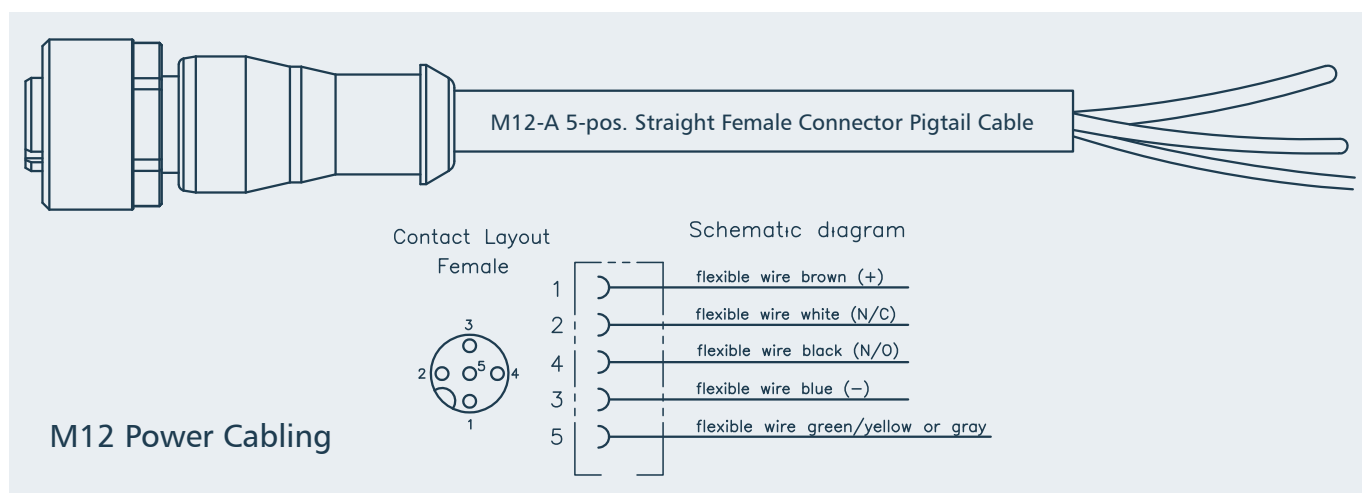 M12-A 5-pos. Straight Female Connector Pigtail Cable
Contact Layout
Female
3
2
5
4
1
Schematic diagram
1 flexible wire brown (+)
2 flexible wire white (N/C)
4 flexible wire black (N/O)
3 flexible wire blue (−)
5 flexible wire green/yellow or gray
M12 Power Cabling